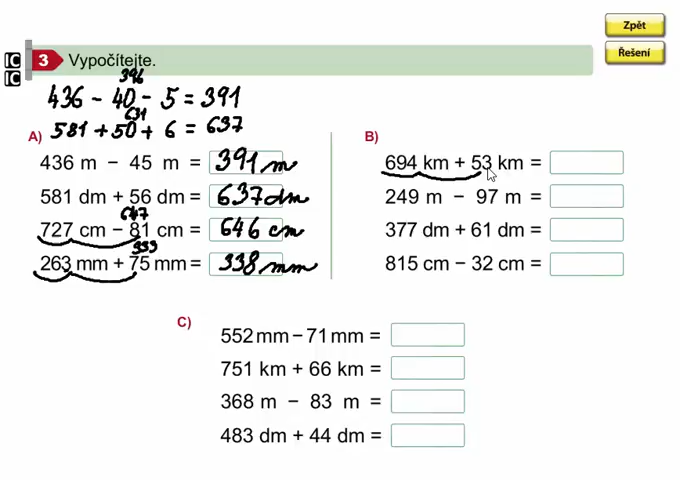 Zpět
Řešení
3 Vypočítejte.
396
436 - 40 - 5 = 391
631
581 + 50 + 6 = 637
A)
436 m − 45 m = 391 m
581 dm + 56 dm = 637 dm
647
727 cm − 81 cm = 646 cm
333
263 mm + 75 mm = 338 mm
B)
694 km + 53 km =
249 m − 97 m =
377 dm + 61 dm =
815 cm − 32 cm =
C)
552 mm − 71 mm =
751 km + 66 km =
368 m − 83 m =
483 dm + 44 dm =